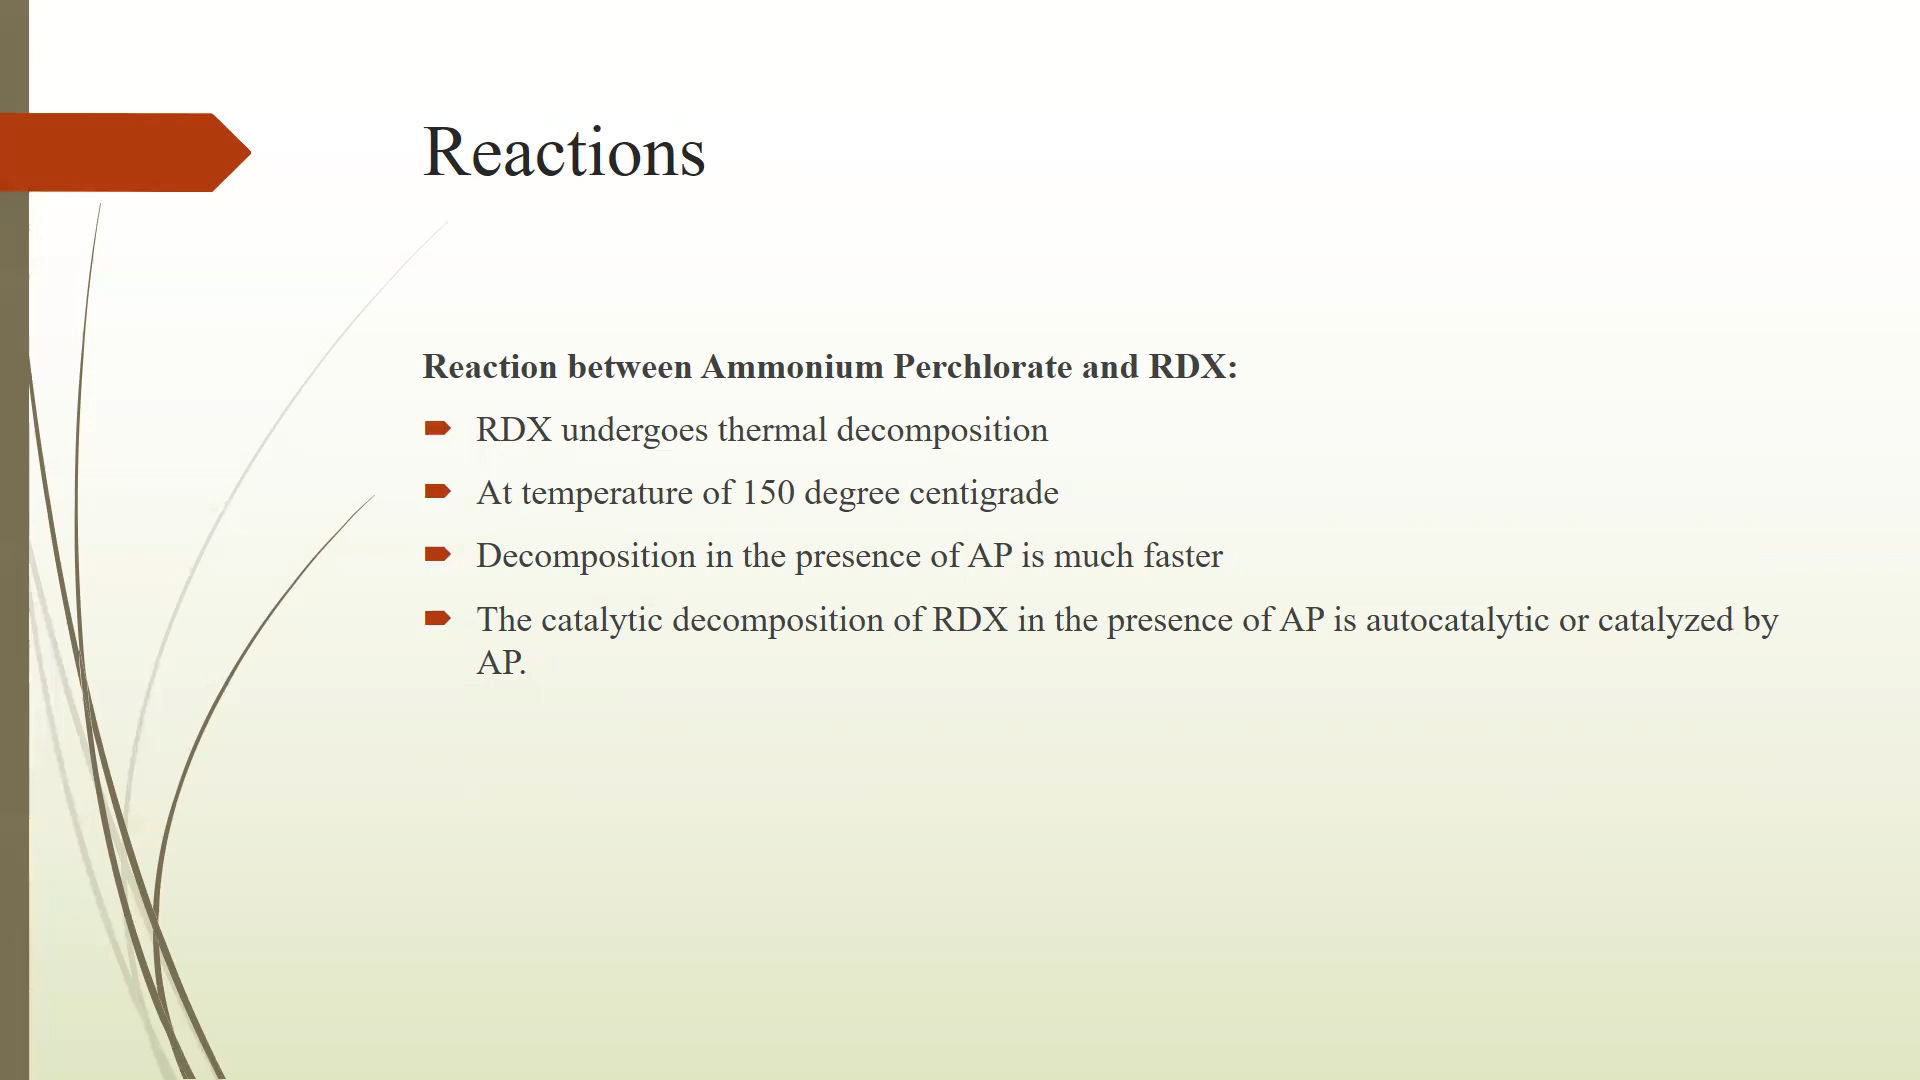 Reactions
Reaction between Ammonium Perchlorate and RDX:
RDX undergoes thermal decomposition
At temperature of 150 degree centigrade
Decomposition in the presence of AP is much faster
The catalytic decomposition of RDX in the presence of AP is autocatalytic or catalyzed by
AP.